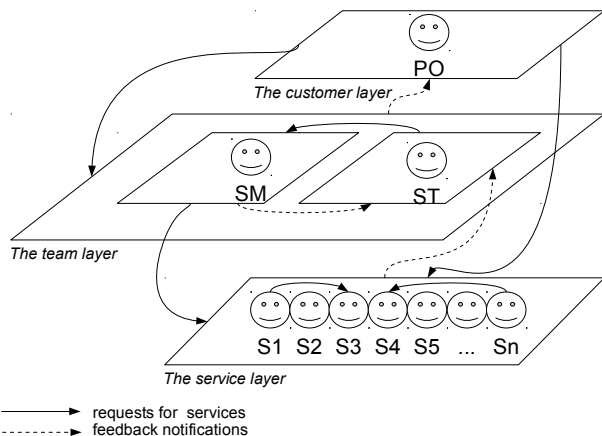 PO
The customer layer
SM
ST
The team layer
S1 S2 S3 S4 S5 ... Sn
The service layer
requests for services
feedback notifications